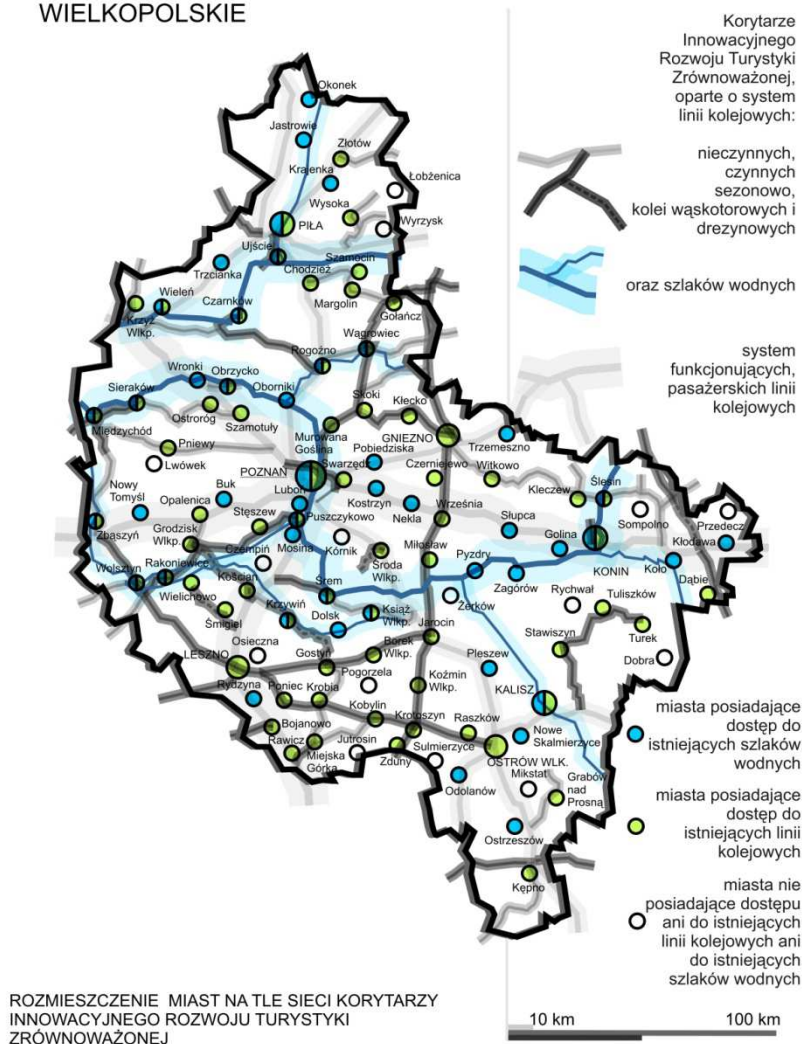 WIELKOPOLSKIE
Korytarze
Innowacyjnego
Rozwoju Turystyki
Zrównoważonej,
oparte o system
linii kolejowych:
nieczynnych,
czynnych
sezonowo,
kolei wąskotorowych i
drezynowych
oraz szlaków wodnych
system
funkcjonujących,
pasażerskich linii
kolejowych
miasta posiadające
dostęp do
istniejących szlaków
wodnych
miasta posiadające
dostęp do
istniejących linii
kolejowych
miasta nie
posiadające dostępu
ani do istniejących
linii kolejowych ani
do istniejących
szlaków wodnych
Okonek
Jastrowie
Złotów
Krajenka
Łobżenica
Wysoka
PIŁA
Wyrzysk
Ujście
Trzcianka
Chodzież
Szamocin
Wieleń
Czarnków
Margolin
Gołańcz
Krzyż
Wlkp.
Wągrowiec
Rogoźno
Wronki
Obrzycko
Oborniki
Sieraków
Skoki
Kłecko
Ostroróg
Szamotuły
Międzychód
Murowana
Goślina
GNIEZNO
Pniewy
Pobiedziska
Trzemeszno
Lwówek
POZNAŃ
Swarzędz
Czerniejewo
Witkowo
Nowy
Tomyśl
Buk
Luboń
Kleczew
Ślesin
Opalenica
Kostrzyn
Września
Stęszew
Puszczykowo
Nekla
Słupca
Sompolno
Przedecz
Zbąszyń
Grodzisk
Wlkp.
Mosina
Kórnik
Golina
Kłodawa
Czempiń
Miłosław
Wolsztyn
Rakoniewice
Środa
Wlkp.
Pyzdry
KONIN
Koło
Kościan
Śrem
Zagórów
Dąbie
Wielichowo
Krzywiń
Książ
Wlkp.
Żerków
Rychwał
Tuliszków
Śmigiel
Dolsk
Osieczna
Jarocin
Stawiszyn
Turek
LESZNO
Gostyń
Borek
Wlkp.
Pleszew
Dobra
Pogorzela
Koźmin
Wlkp.
KALISZ
Rydzyna
Poniec
Krobia
Kobylin
Krotoszyn
Raszków
Bojanowo
Nowe
Skalmierzyce
Rawicz
Miejska
Górka
Jutrosin
Zduny
Sulmierzyce
OSTRÓW WLK.
Mikstat
Grabów
nad
Prosną
Odolanów
Ostrzeszów
Kępno
ROZMIESZCZENIE MIAST NA TLE SIECI KORYTARZY
INNOWACYJNEGO ROZWOJU TURYSTYKI
ZRÓWNOWAŻONEJ
10 km
100 km